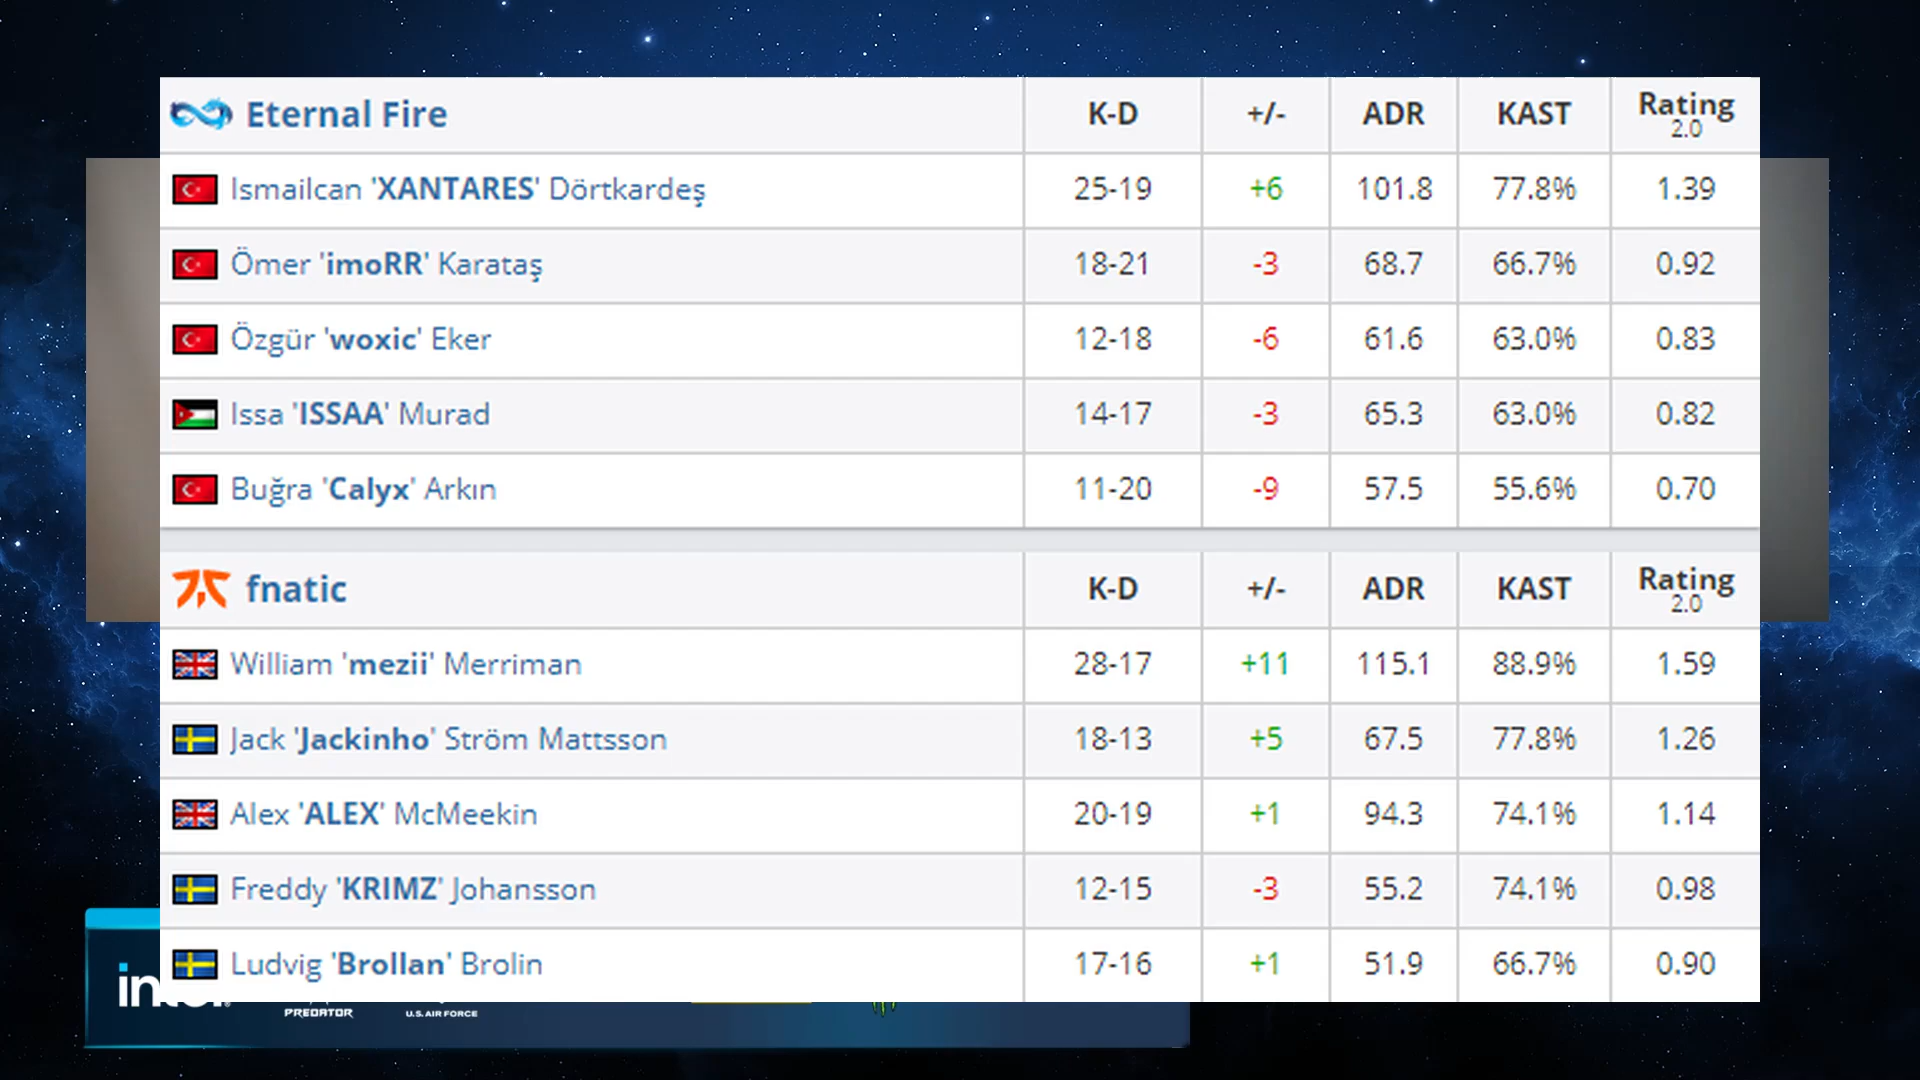 Eternal Fire K-D +/- ADR KAST Rating 2.0
Ismailcan 'XANTARES' Dörtkardeş 25-19 +6 101.8 77.8% 1.39
Ömer 'imoRR' Karataş 18-21 -3 68.7 66.7% 0.92
Özgür 'woxic' Eker 12-18 -6 61.6 63.0% 0.83
Issa 'ISSAA' Murad 14-17 -3 65.3 63.0% 0.82
Buğra 'Calyx' Arkın 11-20 -9 57.5 55.6% 0.70
fnatic K-D +/- ADR KAST Rating 2.0
William 'mezii' Merriman 28-17 +11 115.1 88.9% 1.59
Jack 'Jackinho' Ström Mattsson 18-13 +5 67.5 77.8% 1.26
Alex 'ALEX' McMeekin 20-19 +1 94.3 74.1% 1.14
Freddy 'KRIMZ' Johansson 12-15 -3 55.2 74.1% 0.98
Ludvig 'Brollan' Brolin 17-16 +1 51.9 66.7% 0.90
intel.
PREDATOR U.S. AIR FORCE